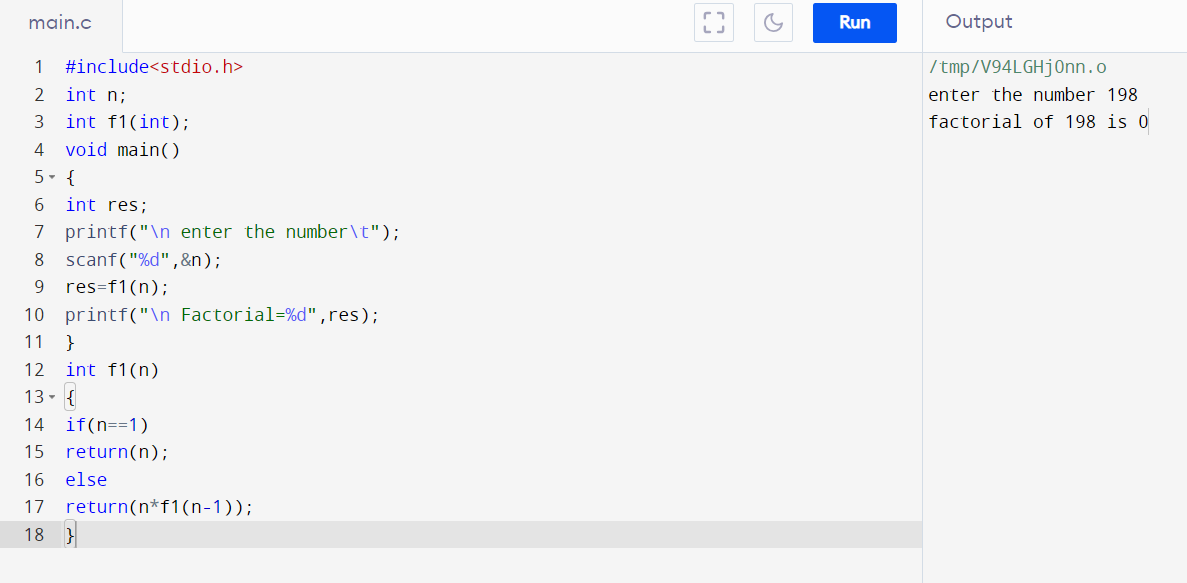 main.c
Run
Output
1 #include<stdio.h>
2 int n;
3 int f1(int);
4 void main()
5 {
6 int res;
7 printf("\n enter the number\t");
8 scanf("%d",&n);
9 res=f1(n);
10 printf("\n Factorial=%d",res);
11 }
12 int f1(n)
13 {
14 if(n==1)
15 return(n);
16 else
17 return(n*f1(n-1));
18 }
/tmp/V94LGHj0nn.o
enter the number 198
factorial of 198 is 0